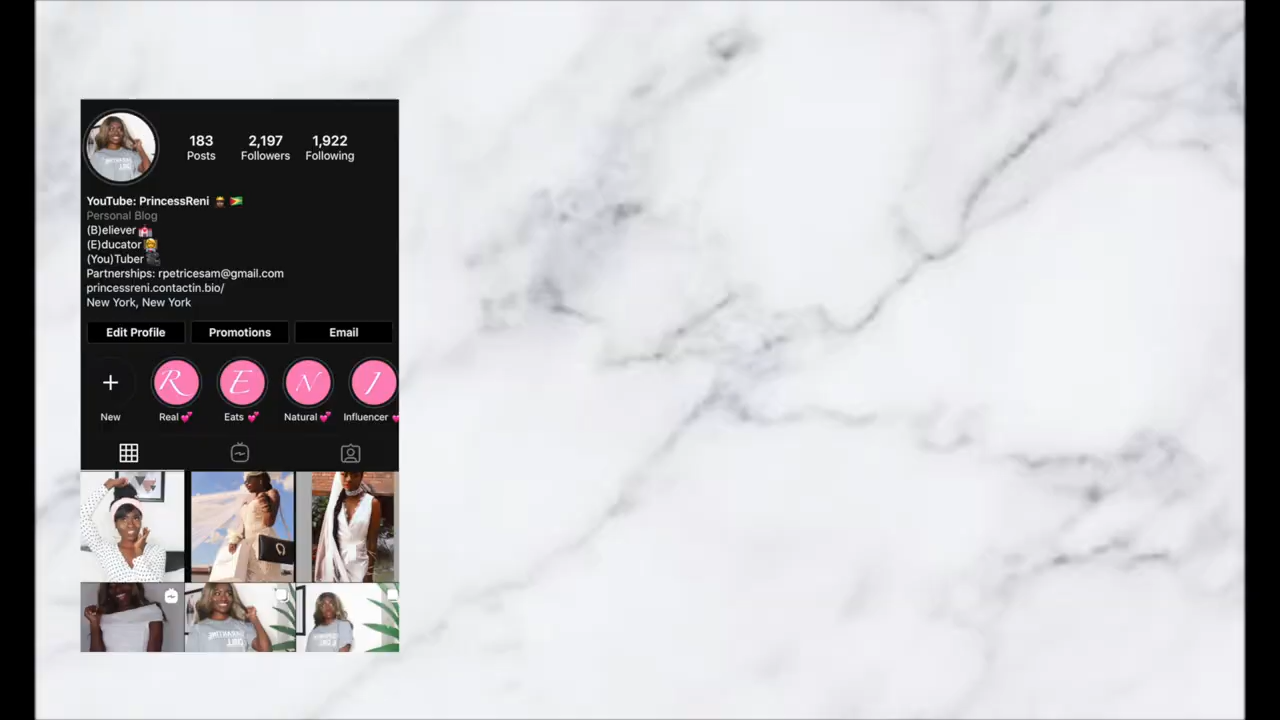 183 2,197 1,922
Posts Followers Following
YouTube: PrincessReni
Personal Blog
(B)eliever
(E)ducator
(You)Tuber
Partnerships: rpetricesam@gmail.com
princessreni.contactin.bio/
New York, New York
Edit Profile Promotions Email
+ R E N I
New Real Eats Natural Influencer